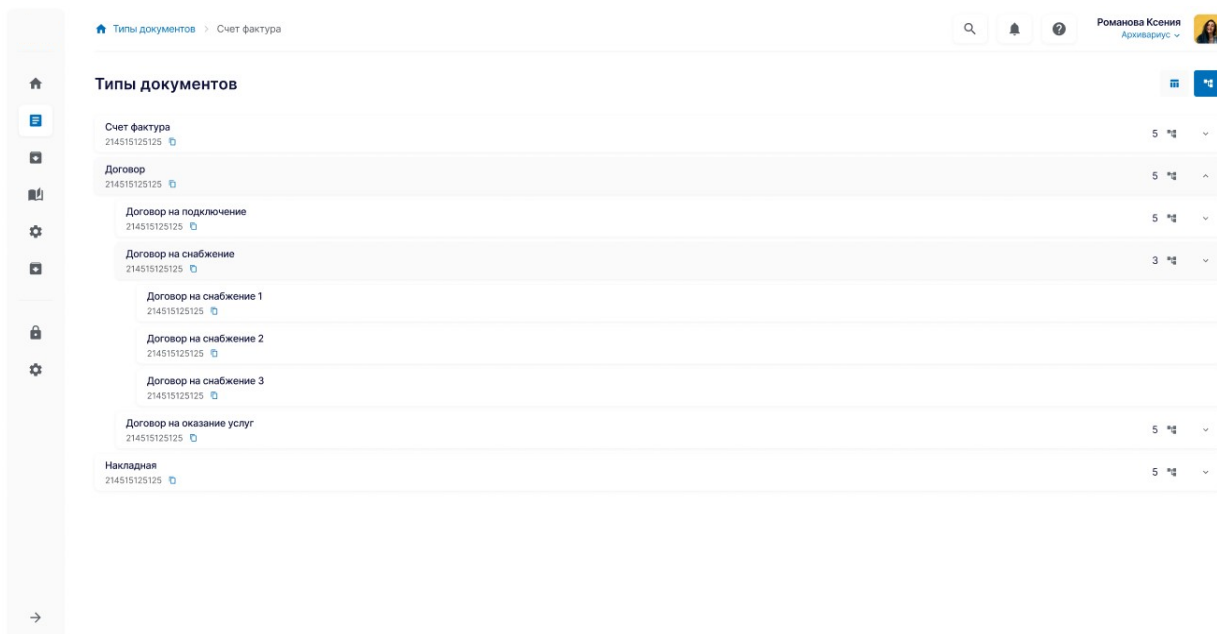 Типы документов > Счет фактура
Романова Ксения
Архивариус
Типы документов
Счет фактура
214515125125
5
Договор
214515125125
5
Договор на подключение
214515125125
5
Договор на снабжение
214515125125
3
Договор на снабжение 1
214515125125
Договор на снабжение 2
214515125125
Договор на снабжение 3
214515125125
Договор на оказание услуг
214515125125
5
Накладная
214515125125
5